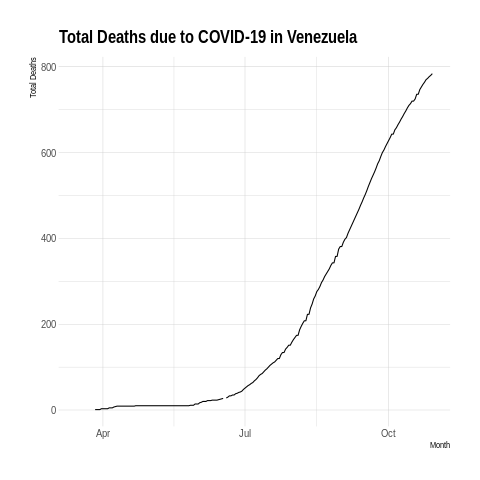 Total Deaths due to COVID-19 in Venezuela
Total Deaths
800
600
400
200
0
Apr
Jul
Oct
Month